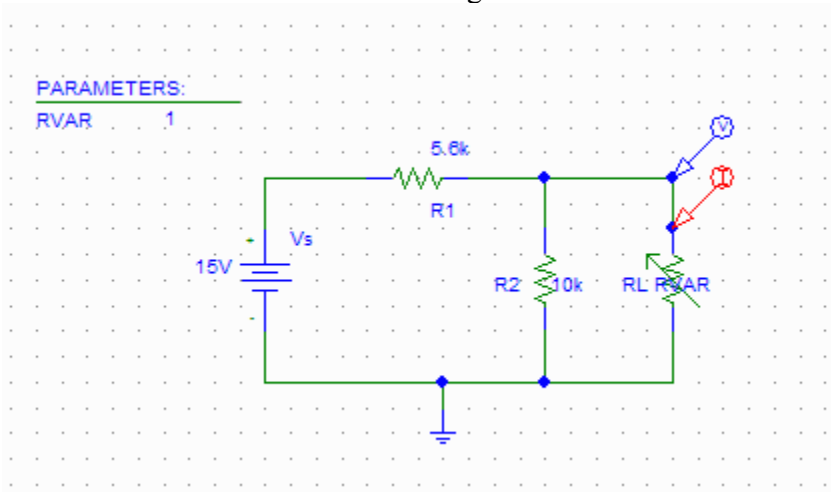 PARAMETERS:
RVAR 1
5.6k
R1
V
I
+
Vs
15V
-
R2 10k
RL RVAR